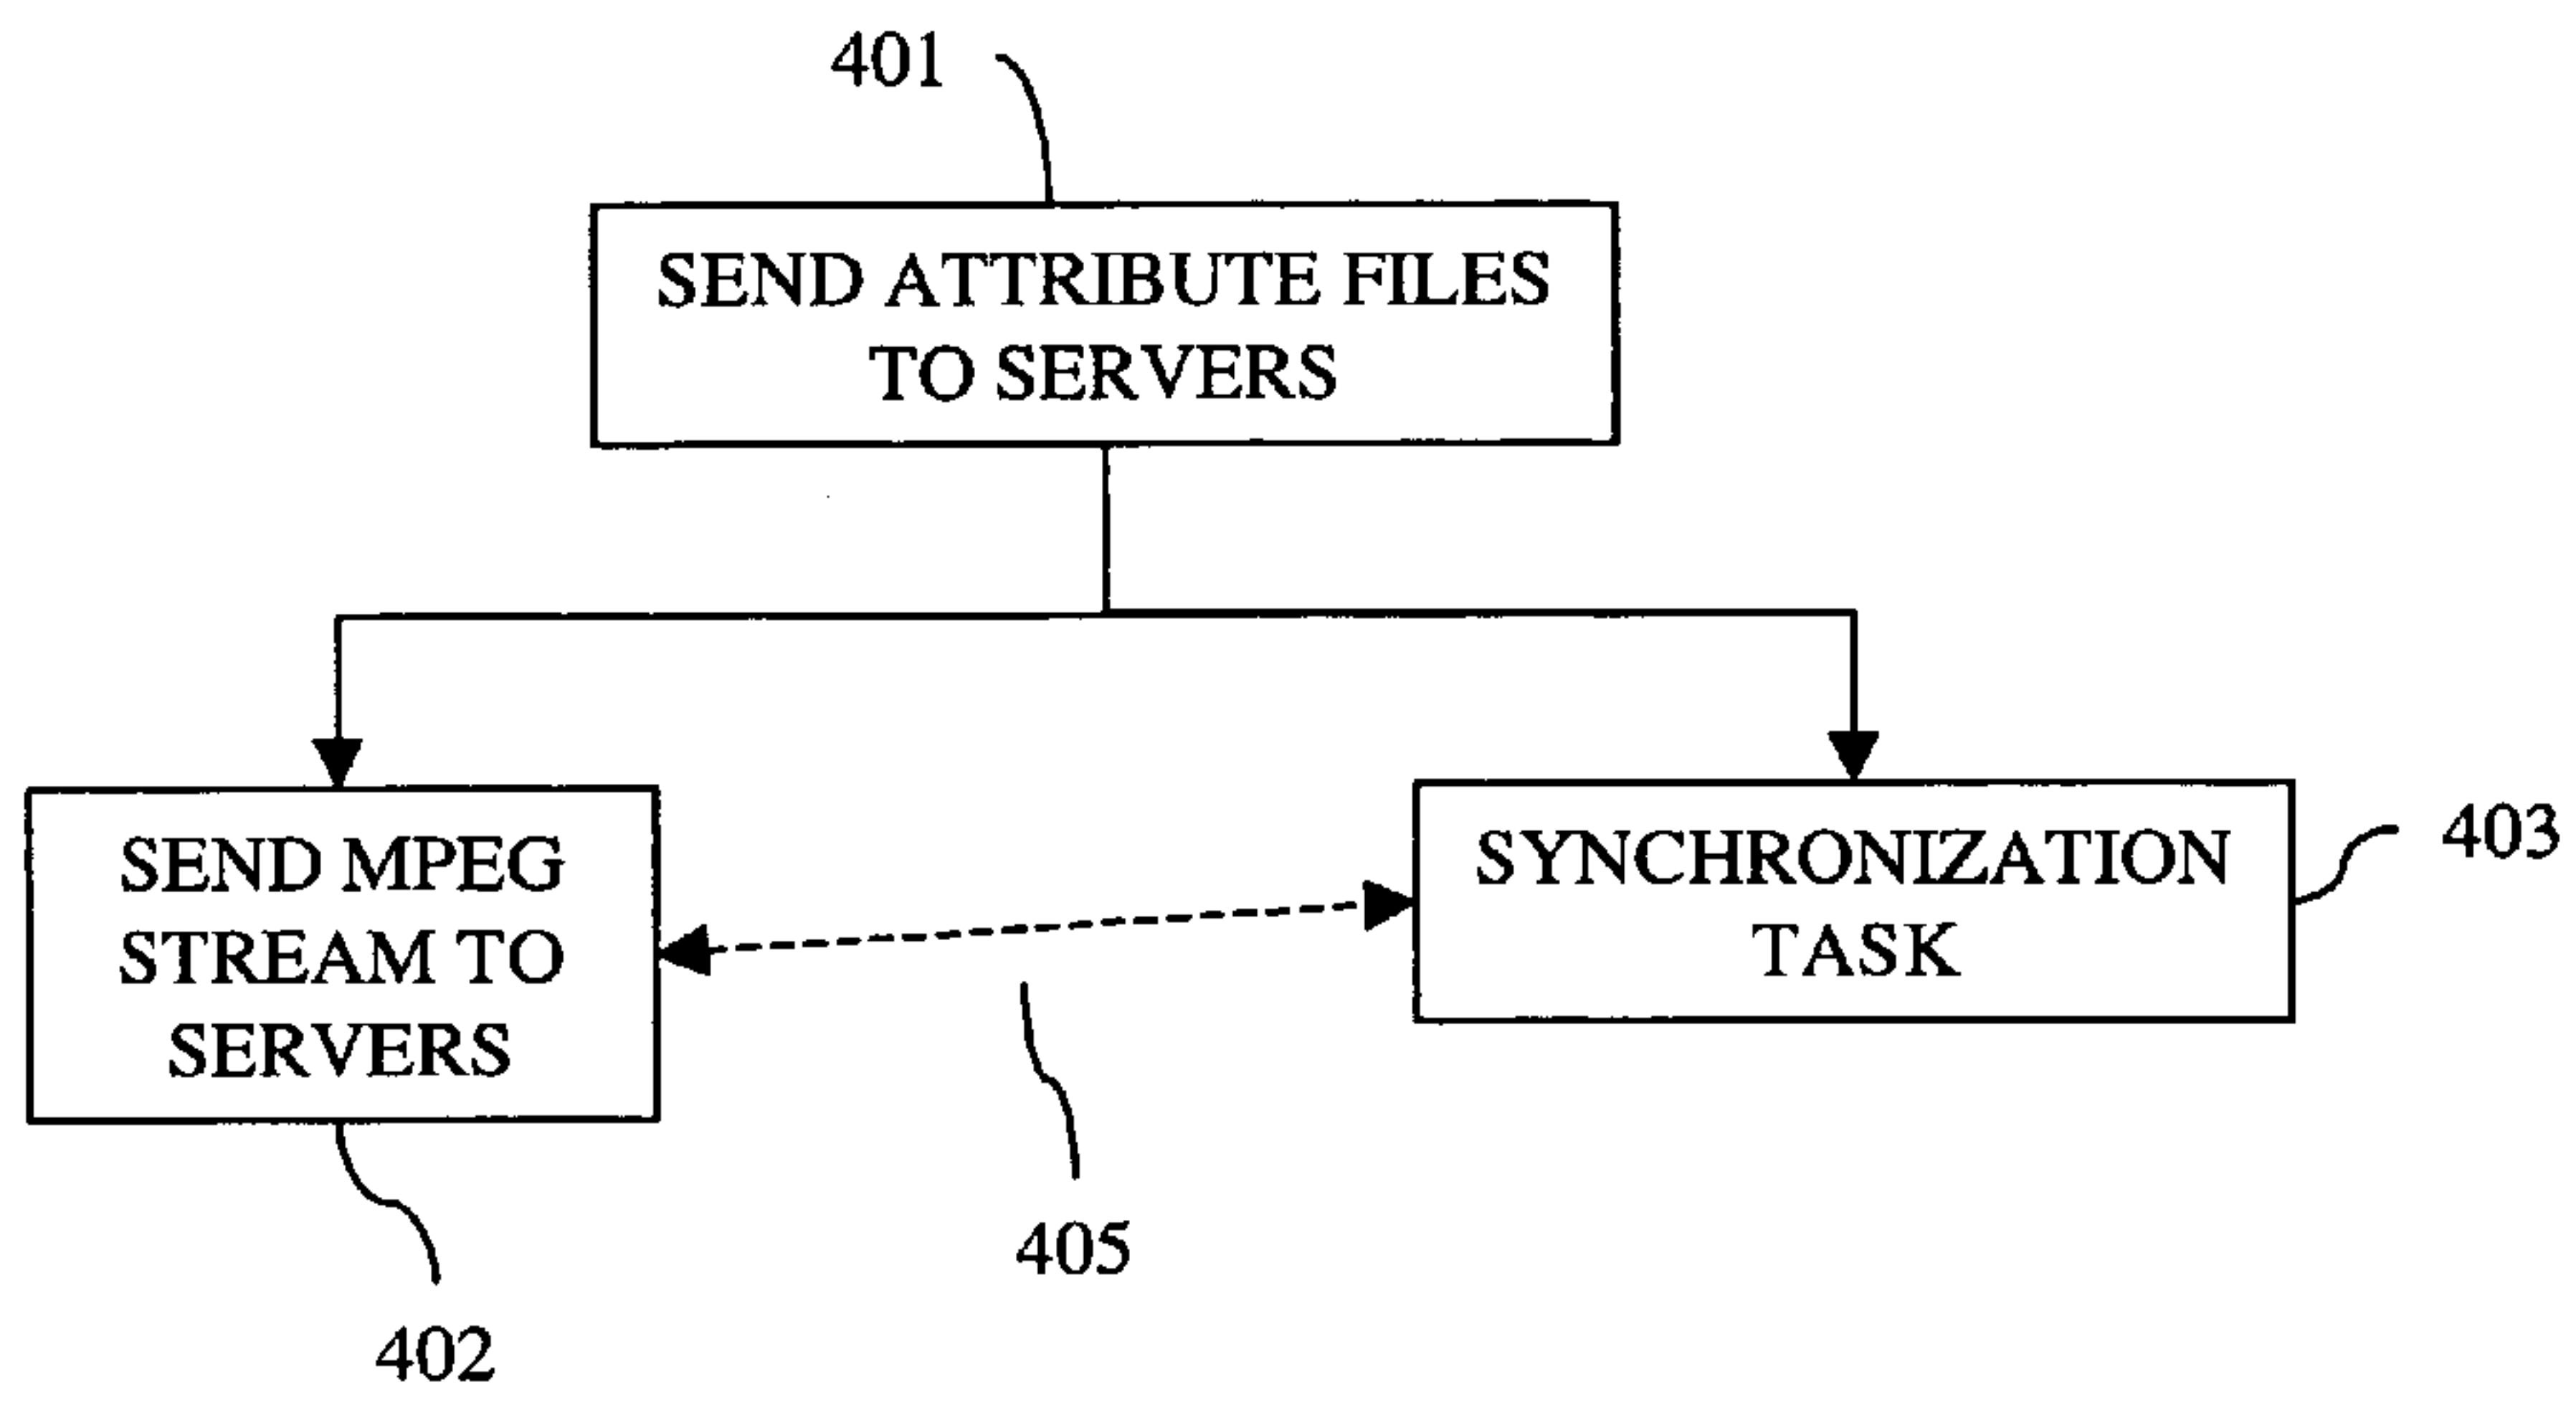 401
SEND ATTRIBUTE FILES
TO SERVERS
SEND MPEG
STREAM TO
SERVERS
SYNCHRONIZATION
TASK
403
405
402